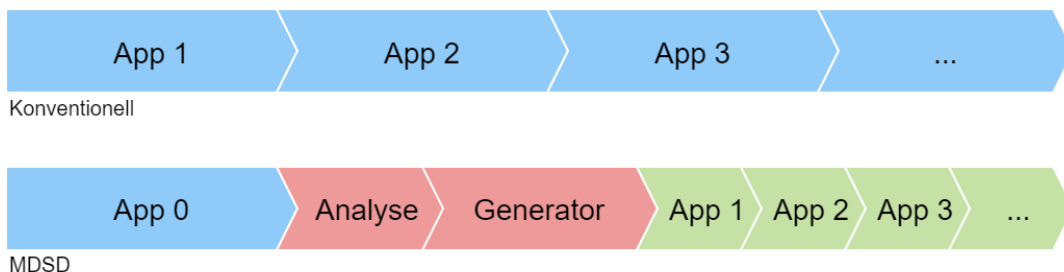 App 1 App 2 App 3 ...
Konventionell
App 0 Analyse Generator App 1 App 2 App 3 ...
MDSD